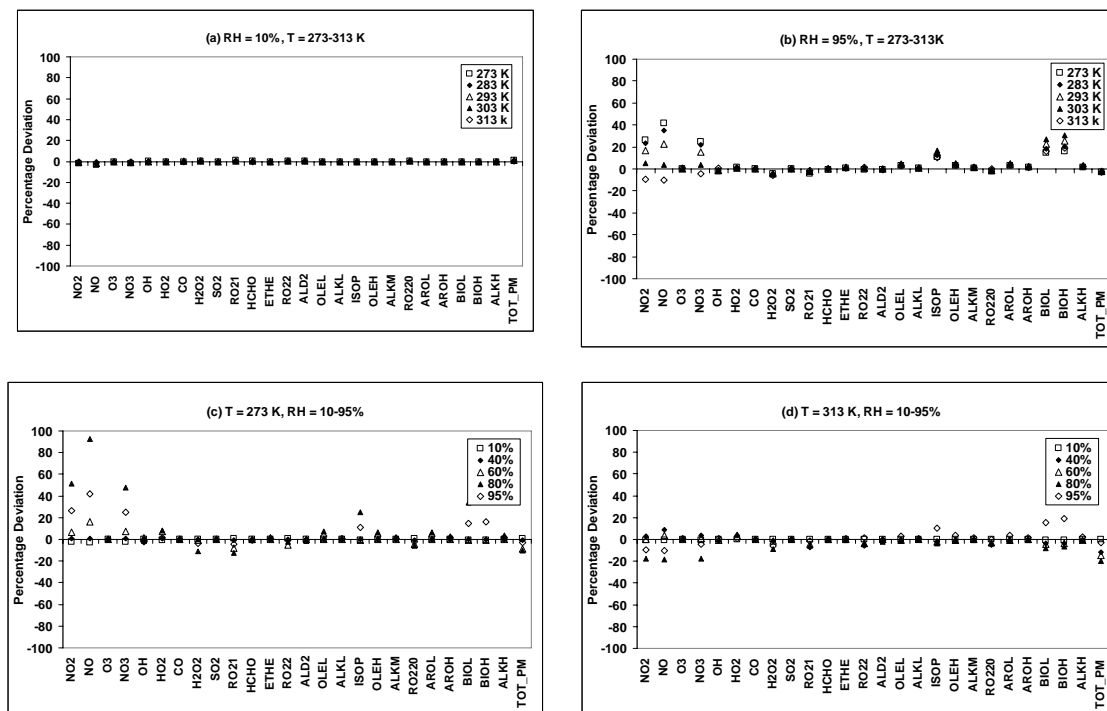 (a) RH = 10%, T = 273-313 K
100
80
60
40
20
0
-20
-40
-60
-80
-100
Percentage Deviation
273 K
283 K
293 K
303 K
313 k
NO2
NO
O3
NO3
OH
HO2
CO
H2O2
SO2
RO21
HCHO
ETHE
RO22
ALD2
OLEL
ALKL
ISOP
OLEH
ALKM
RO220
AROL
AROH
BIOL
BIOH
ALKH
TOT_PM
(b) RH = 95%, T = 273-313K
100
80
60
40
20
0
-20
-40
-60
-80
-100
Percentage Deviation
273 K
283 K
293 K
303 K
313 k
NO2
NO
O3
NO3
OH
HO2
CO
H2O2
SO2
RO21
HCHO
ETHE
RO22
ALD2
OLEL
ALKL
ISOP
OLEH
ALKM
RO220
AROL
AROH
BIOL
BIOH
ALKH
TOT_PM
(c) T = 273 K, RH = 10-95%
100
80
60
40
20
0
-20
-40
-60
-80
-100
Percentage Deviation
10%
40%
60%
80%
95%
NO2
NO
O3
NO3
OH
HO2
CO
H2O2
SO2
RO21
HCHO
ETHE
RO22
ALD2
OLEL
ALKL
ISOP
OLEH
ALKM
RO220
AROL
AROH
BIOL
BIOH
ALKH
TOT_PM
(d) T = 313 K, RH = 10-95%
100
80
60
40
20
0
-20
-40
-60
-80
-100
Percentage Deviation
10%
40%
60%
80%
95%
NO2
NO
O3
NO3
OH
HO2
CO
H2O2
SO2
RO21
HCHO
ETHE
RO22
ALD2
OLEL
ALKL
ISOP
OLEH
ALKM
RO220
AROL
AROH
BIOL
BIOH
ALKH
TOT_PM